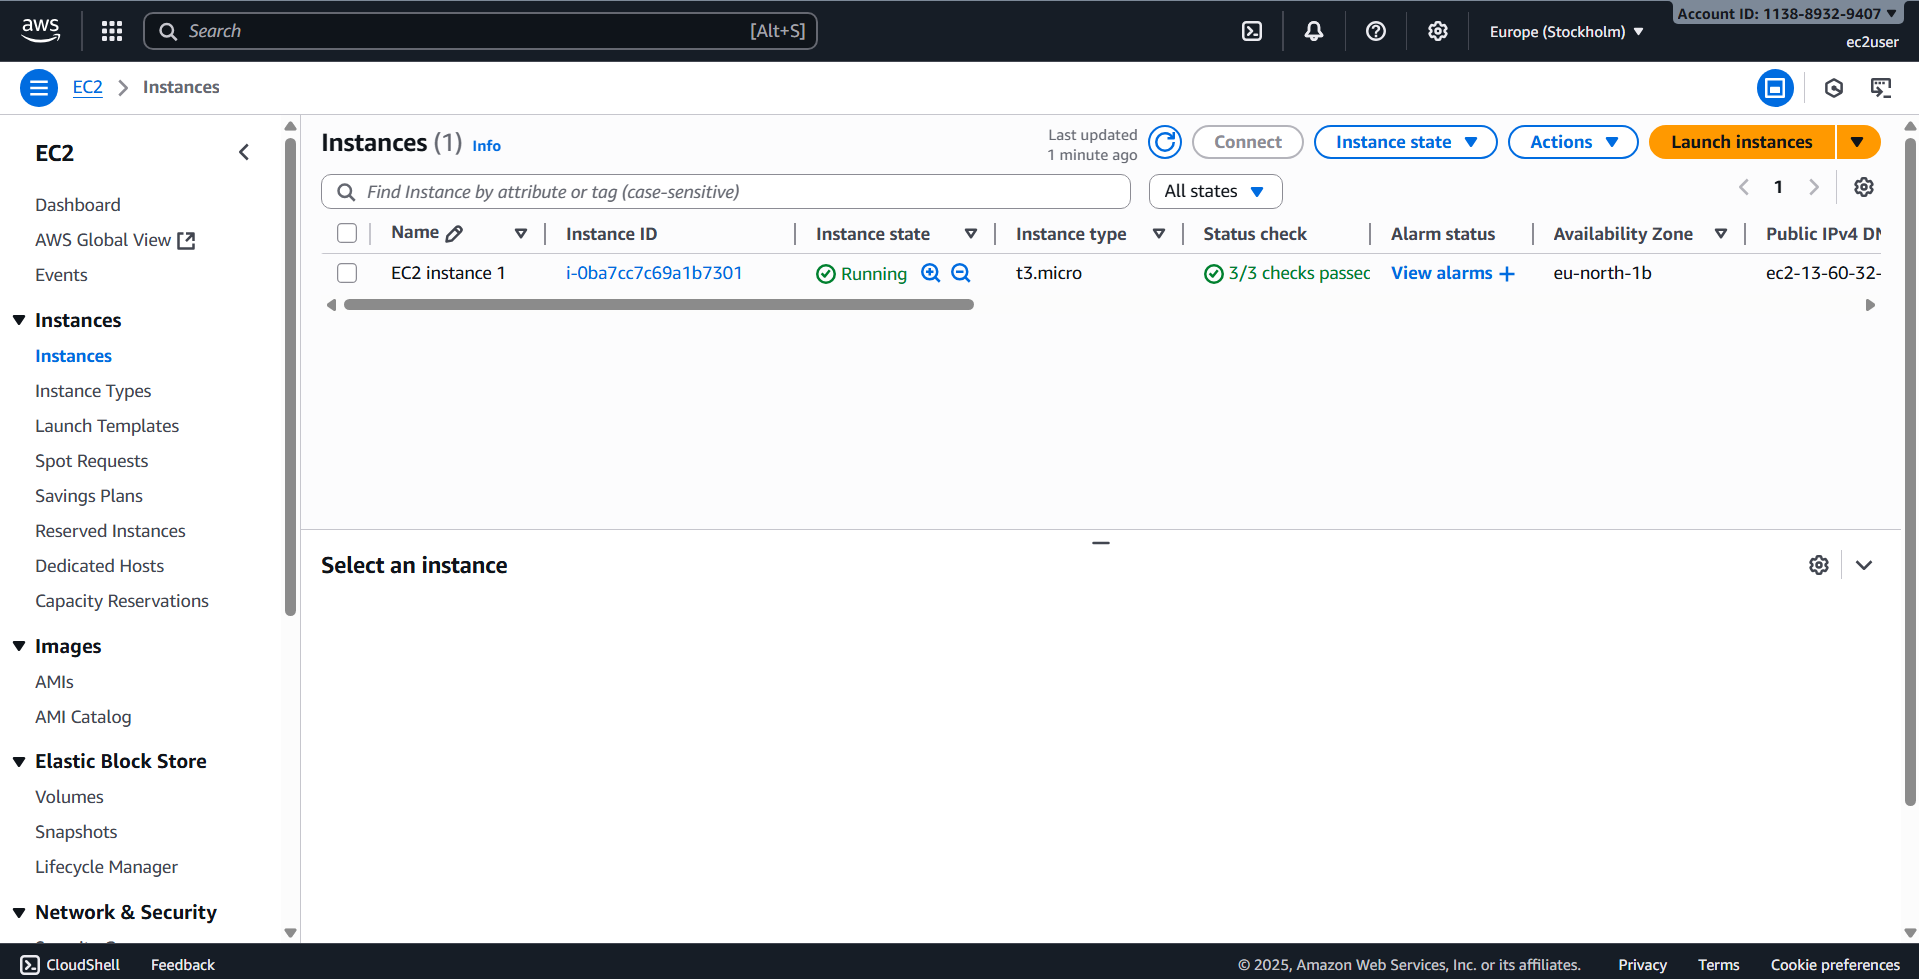 aws
Search
[Alt+S]
Europe (Stockholm)
Account ID: 1138-8932-9407
ec2user
EC2
Instances
EC2
Dashboard
AWS Global View
Events
Instances
Instances
Instance Types
Launch Templates
Spot Requests
Savings Plans
Reserved Instances
Dedicated Hosts
Capacity Reservations
Images
AMIs
AMI Catalog
Elastic Block Store
Volumes
Snapshots
Lifecycle Manager
Network & Security
Instances (1) Info
Last updated
1 minute ago
Connect
Instance state
Actions
Launch instances
Find Instance by attribute or tag (case-sensitive)
All states
1
Name Instance ID Instance state Instance type Status check Alarm status Availability Zone Public IPv4
EC2 instance 1 i-0ba7cc7c69a1b7301 Running t3.micro 3/3 checks View alarms + eu-north-1b ec2-13-60-32-
Select an instance
CloudShell Feedback
© 2025, Amazon Web Services, Inc. or its affiliates. Privacy Terms Cookie preferences